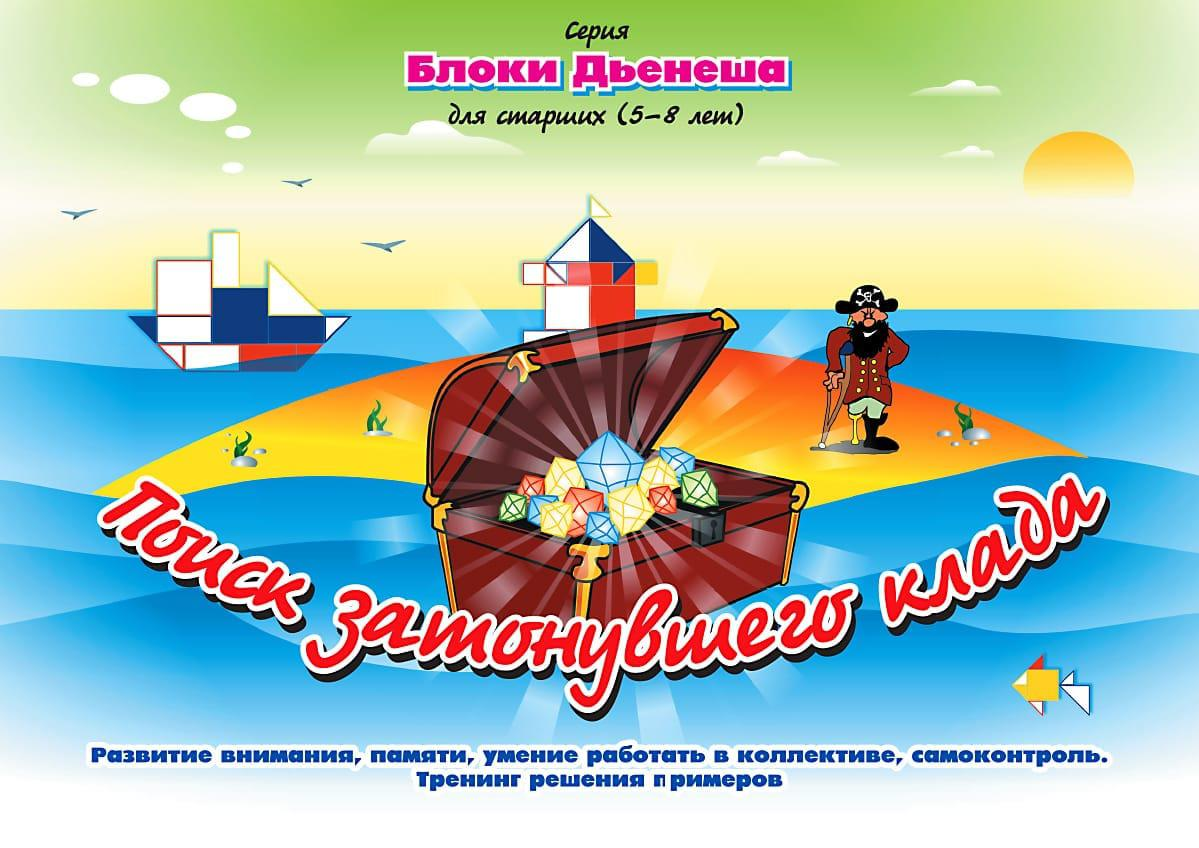 Серия
Блоки Дьенеша
для старших (5–8 лет)
Поиск затонувшего клада
Развитие внимания, памяти, умение работать в коллективе, самоконтроль.
Тренинг решения примеров